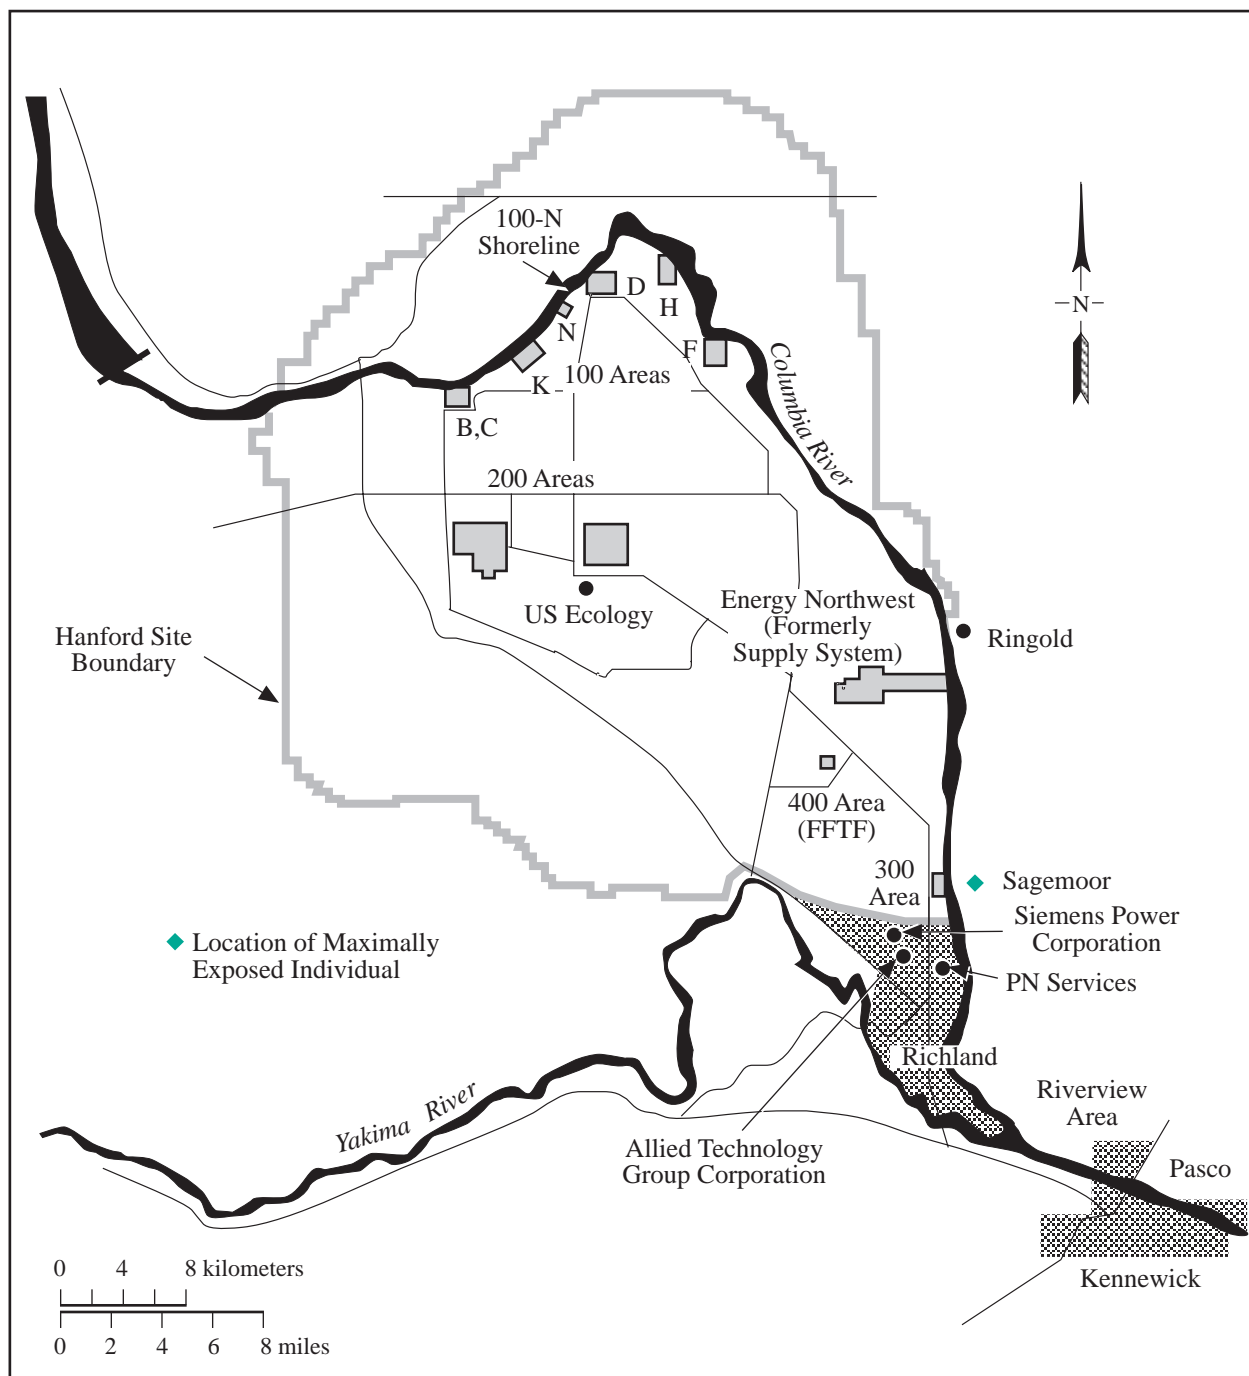 100-N
Shoreline
D
H
N
N
F
K
100 Areas
Columbia River
B,C
200 Areas
US Ecology
Energy Northwest
(Formerly
Supply System)
Ringold
Hanford Site
Boundary
400 Area
(FFTF)
300
Area
Sagemoor
Siemens Power
Corporation
Location of Maximally
Exposed Individual
PN Services
Richland
Riverview
Area
Yakima River
Allied Technology
Group Corporation
Pasco
Kennewick
0 4 8 kilometers
0 2 4 6 8 miles